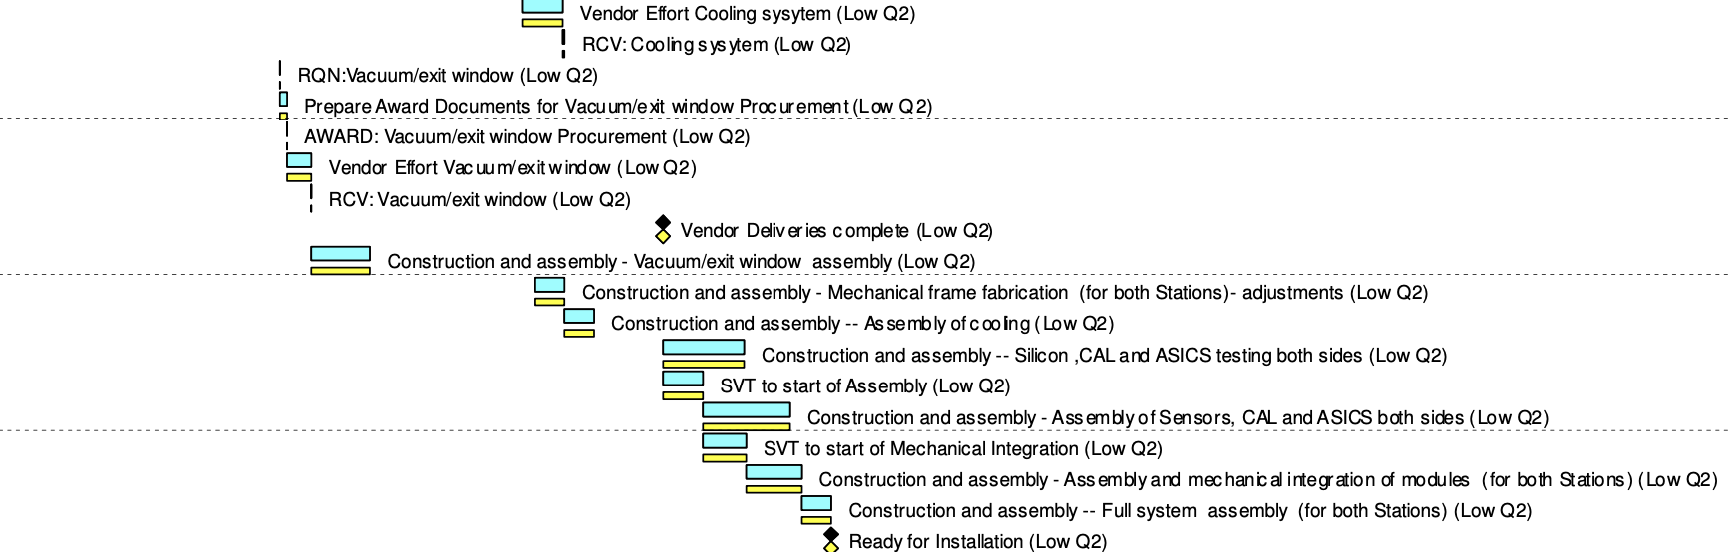 Vendor Effort Cooling sysytem (Low Q2)
RCV: Cooling sysytem (Low Q2)
RQN:Vacuum/exit window (Low Q2)
Prepare Award Documents for Vacuum/exit window Procurement (Low Q2)
AWARD: Vacuum/exit window Procurement (Low Q2)
Vendor Effort Vacuum/exit window (Low Q2)
RCV: Vacuum/exit window (Low Q2)
Vendor Deliveries complete (Low Q2)
Construction and assembly - Vacuum/exit window assembly (Low Q2)
Construction and assembly - Mechanical frame fabrication (for both Stations)- adjustments (Low Q2)
Construction and assembly -- Assembly of cooling (Low Q2)
Construction and assembly -- Silicon ,CAL and ASICS testing both sides (Low Q2)
SVT to start of Assembly (Low Q2)
Construction and assembly - Assembly of Sensors, CAL and ASICS both sides (Low Q2)
SVT to start of Mechanical Integration (Low Q2)
Construction and assembly - Assembly and mechanical integration of modules (for both Stations) (Low Q2)
Construction and assembly -- Full system assembly (for both Stations) (Low Q2)
Ready for Installation (Low Q2)